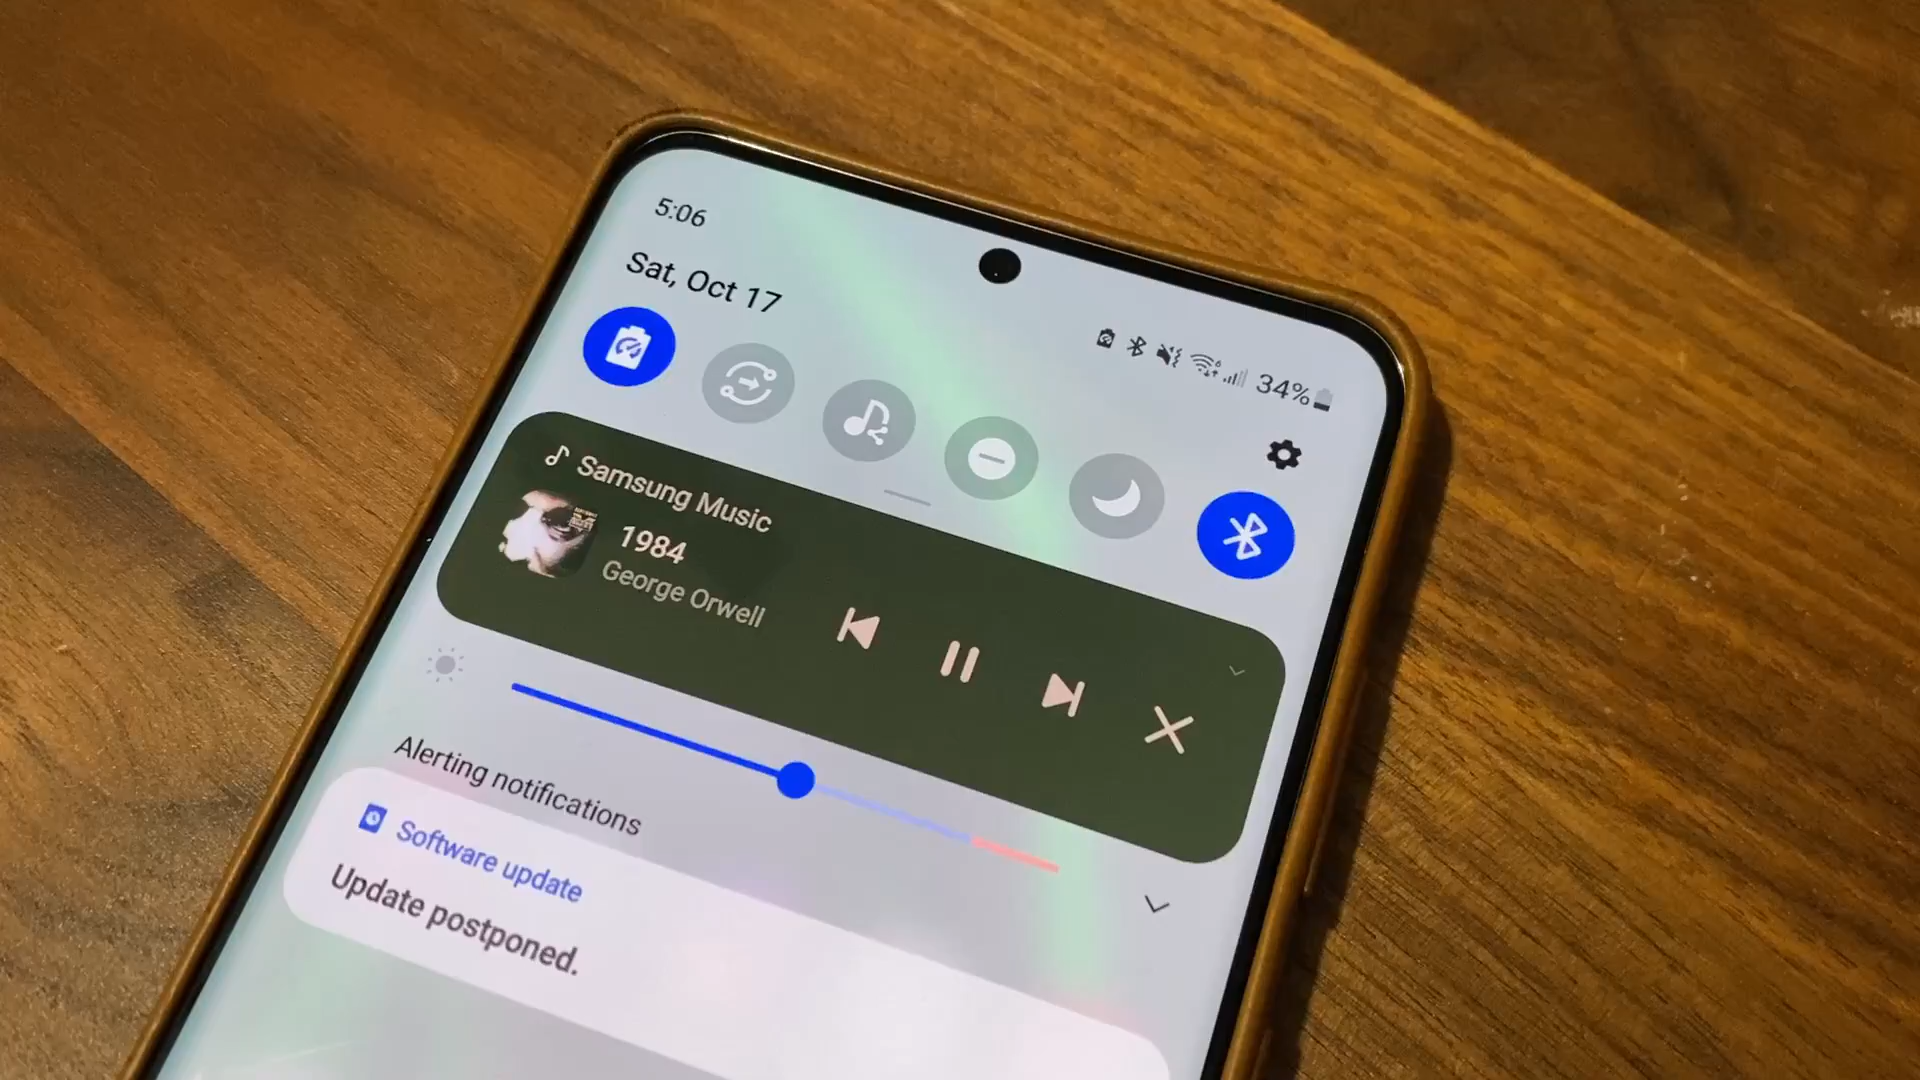 5:06
Sat, Oct 17
34%
Samsung Music
1984
George Orwell
Alerting notifications
Software update
Update postponed.